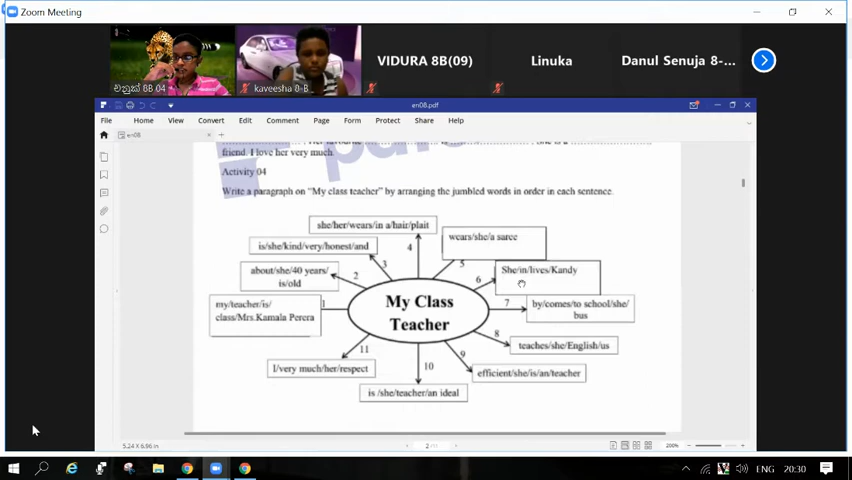 Zoom Meeting
චනුක් 8B 04
kaveesha 8-B
VIDURA 8B(09)
Linuka
Danul Senuja 8-...
en08.pdf
File Home View Convert Edit Comment Page Form Protect Share Help
en08
friend. I love her very much.
Activity 04
Write a paragraph on "My class teacher" by arranging the jumbled words in order in each sentence.
she/her/wears/in a/hair/plait
4
wears/she/a saree
5
is/she/kind/very/honest/and
3
She/in/lives/Kandy
6
about/she/40 years/
is/old
2
My Class
Teacher
my/teacher/is/
class/Mrs.Kamala Perera
1
7
by/comes/to school/she/
bus
8
teaches/she/English/us
11
I/very much/her/respect
10
is /she/teacher/an ideal
9
efficient/she/is/an/teacher
5.24 X 6.96 in
2
200%
ENG 20:30